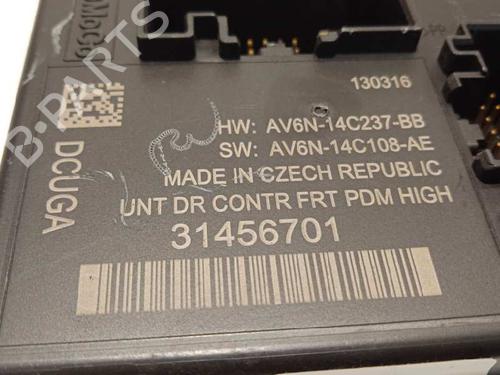 FoMoCo
130316
HW: AV6N-14C237-BB
SW: AV6N-14C108-AE
MADE IN CZECH REPUBLIC
UNT DR CONTR FRT PDM HIGH
31456701
DCUGA
B-PARTS